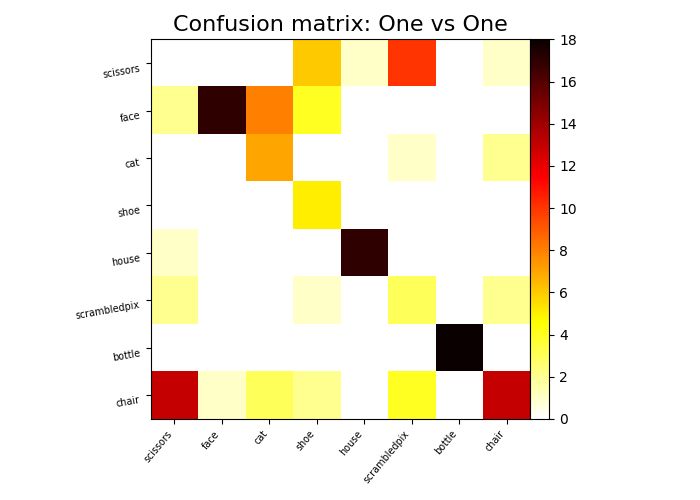 Confusion matrix: One vs One
scissors
face
cat
shoe
house
scrambledpix
bottle
chair
scissors
face
cat
shoe
house
scrambledpix
bottle
chair
18
16
14
12
10
8
6
4
2
0